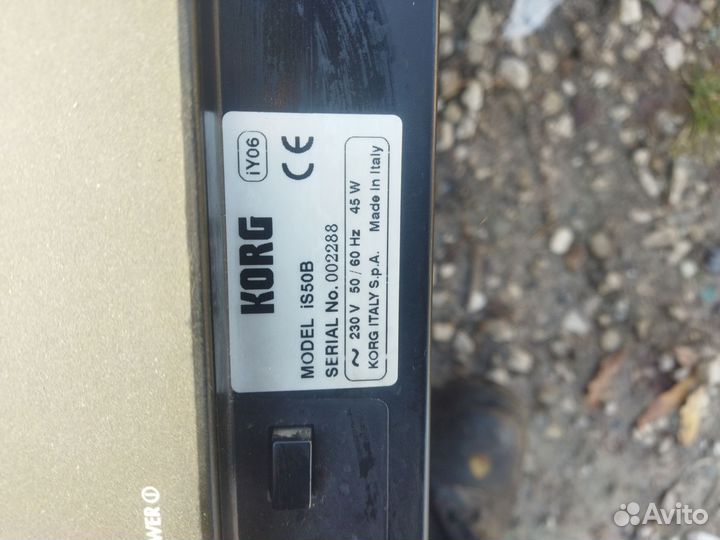 KORG
iY06
CE
MODEL iS50B
SERIAL No. 002288
~ 230 V 50 / 60 Hz 45 W
KORG ITALY S.p.A. Made in Italy
Avito